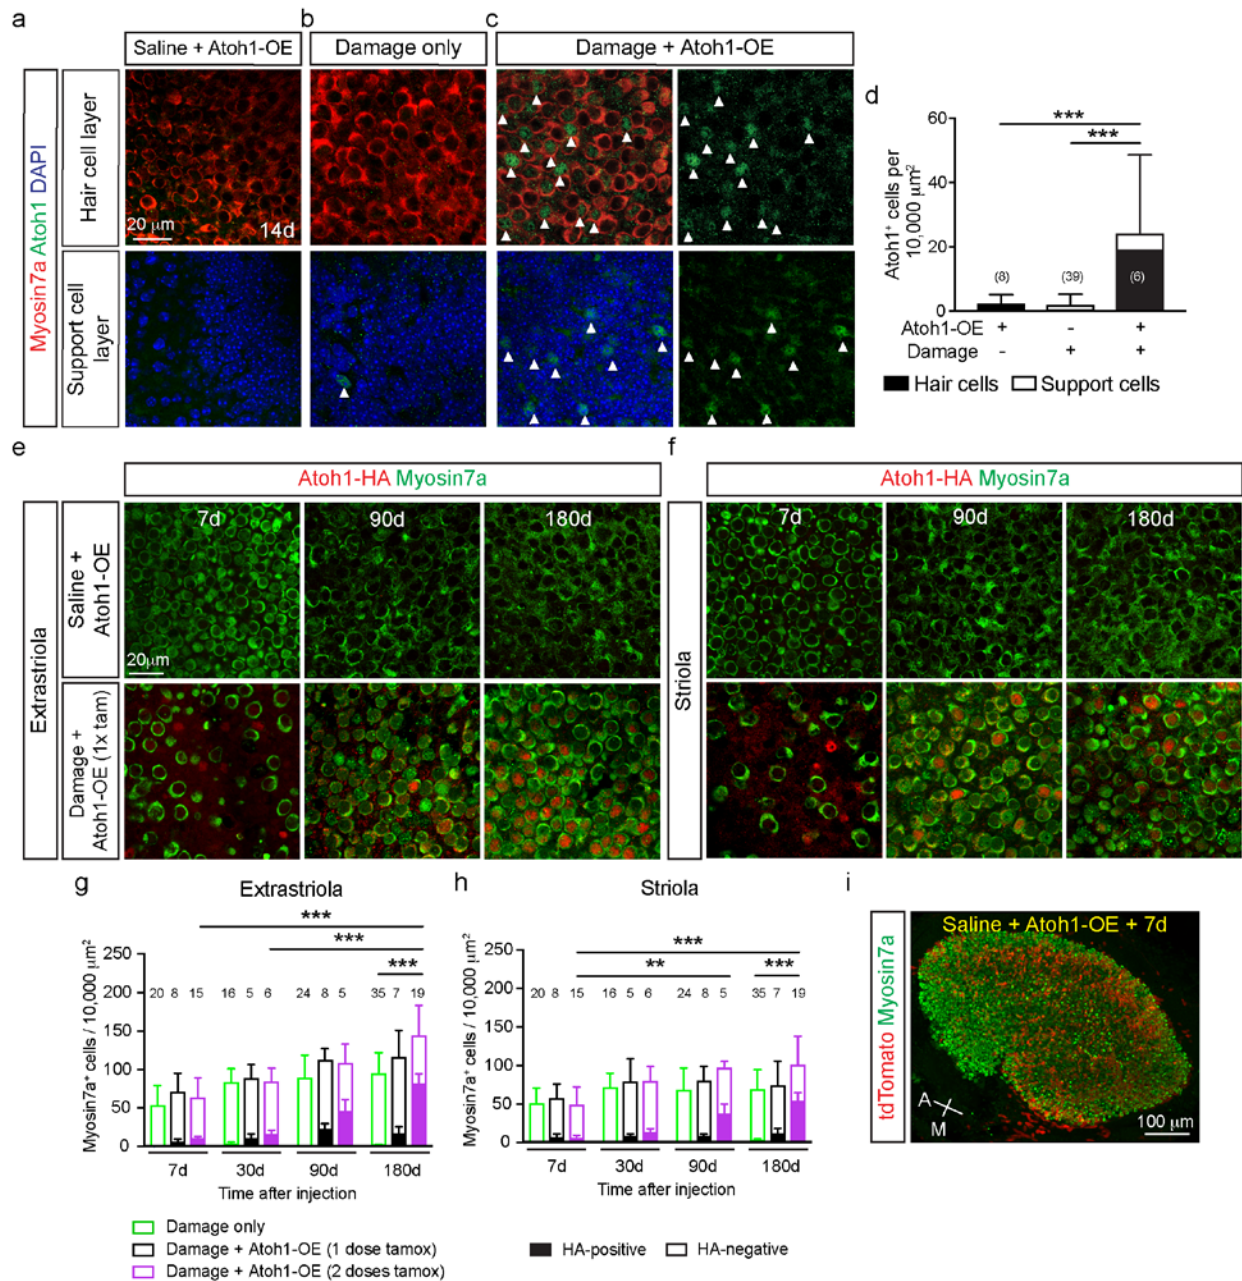 a
b
c
Saline + Atoh1-OE
Damage only
Damage + Atoh1-OE
Myosin7a Atoh1 DAPI
Hair cell layer
Support cell
layer
20 µm
14d
d
Atoh1⁺ cells per
10,000 µm²
60
40
20
0
***
***
(8)
(39)
(6)
Atoh1-OE + - +
Damage - + +
Hair cells Support cells
e
f
Atoh1-HA Myosin7a
Atoh1-HA Myosin7a
Extrastriola
Saline +
Atoh1-OE
Damage +
Atoh1-OE (1x tam)
7d
90d
180d
20µm
Striola
7d
90d
180d
g
Extrastriola
Myosin7a⁺ cells / 10,000 µm²
250
200
150
100
50
0
***
***
***
20 8 15 16 5 6 24 8 5 35 7 19
7d 30d 90d 180d
Time after injection
h
Striola
Myosin7a⁺ cells / 10,000 µm²
250
200
150
100
50
0
***
**
***
20 8 15 16 5 6 24 8 5 35 7 19
7d 30d 90d 180d
Time after injection
Damage only
Damage + Atoh1-OE (1 dose tamox)
Damage + Atoh1-OE (2 doses tamox)
HA-positive HA-negative
i
tdTomato Myosin7a
Saline + Atoh1-OE + 7d
A
M
100 µm